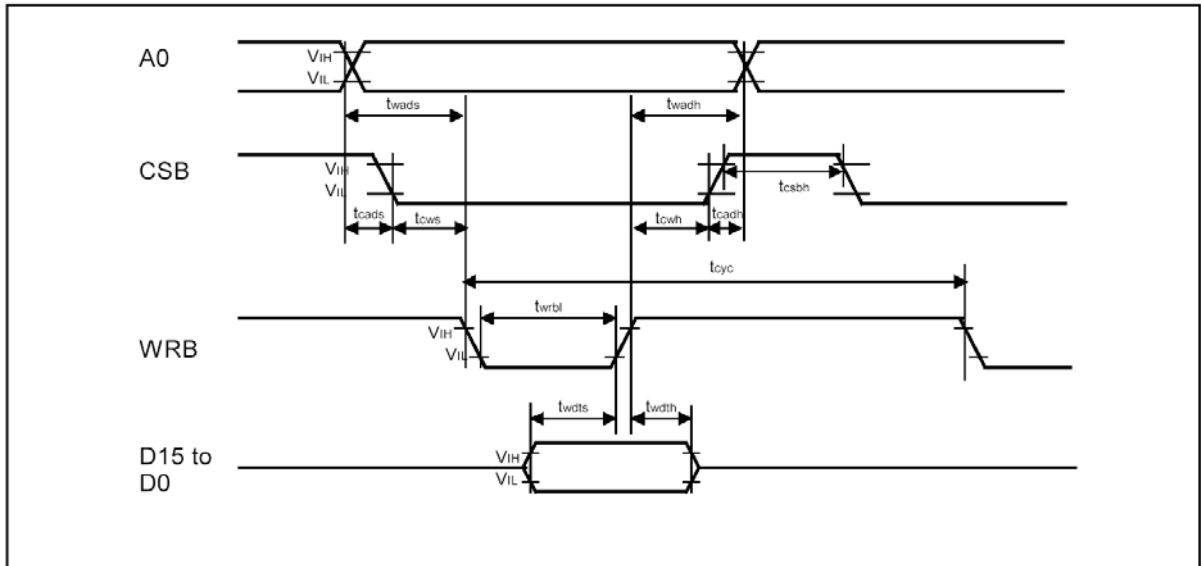 A0
VIH
VIL
twads
twadh
CSB
VIH
VIL
tcsbh
tcads
tcws
tcwh
tcadh
tcyc
WRB
VIH
VIL
twrbl
twdts
twdth
D15 to
D0
VIH
VIL